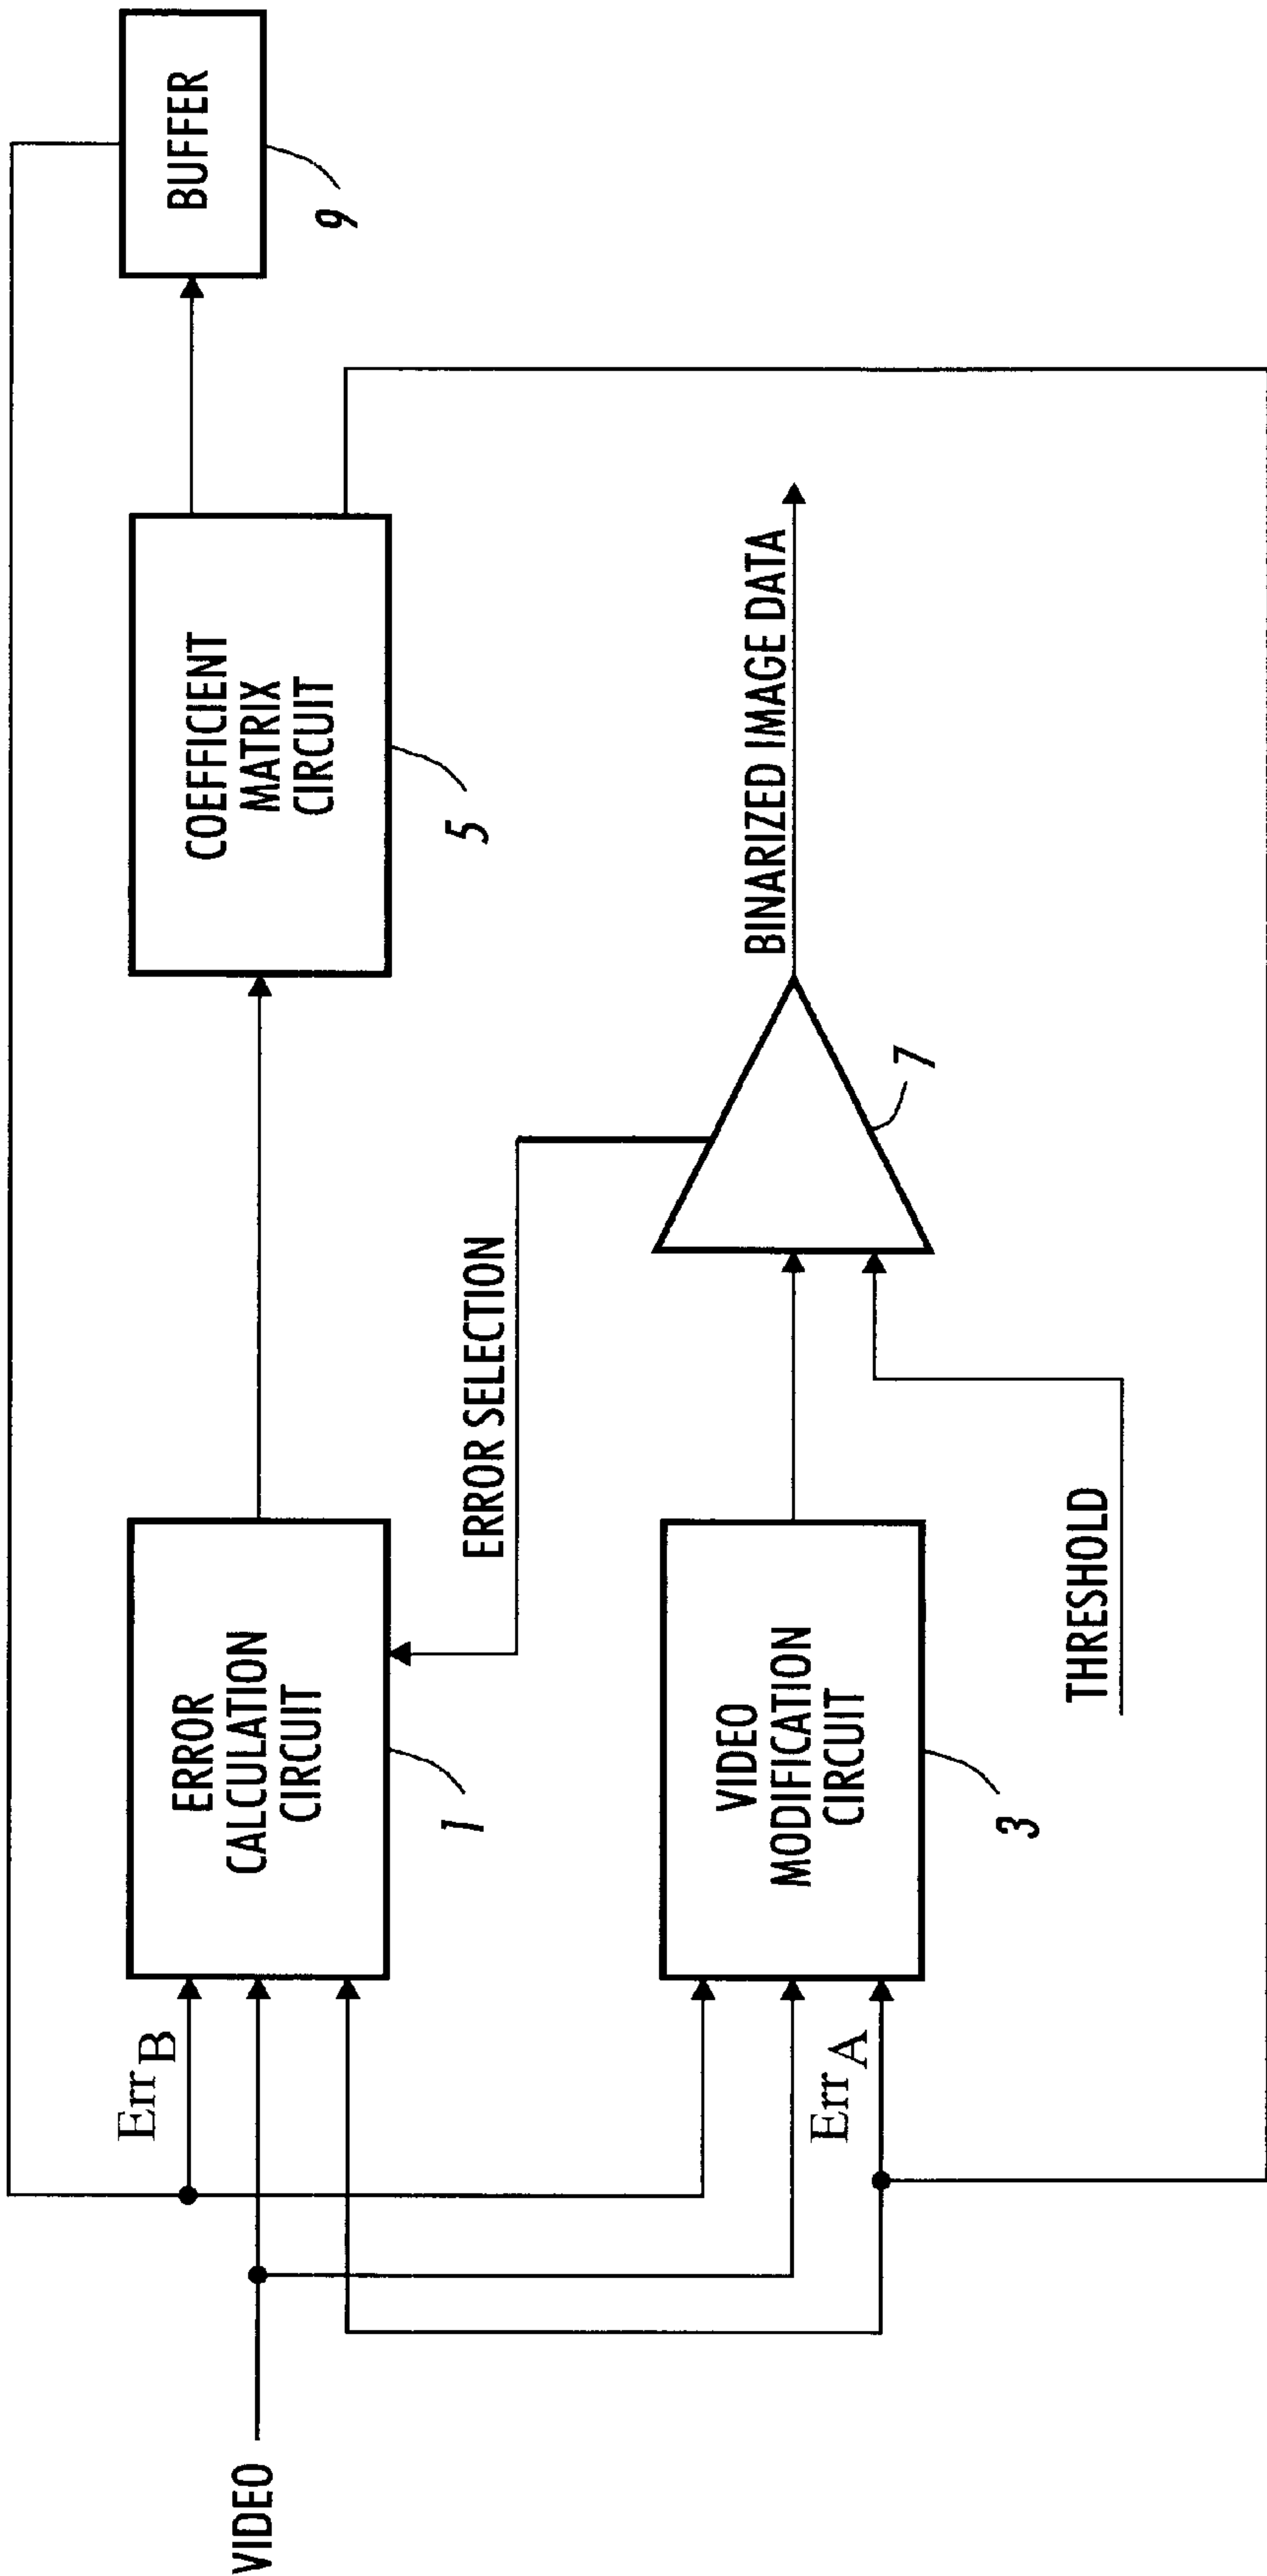 VIDEO
Err B
ERROR
CALCULATION
CIRCUIT
1
COEFFICIENT
MATRIX
CIRCUIT
5
BUFFER
9
ERROR SELECTION
Err A
VIDEO
MODIFICATION
CIRCUIT
3
THRESHOLD
7
BINARIZED IMAGE DATA